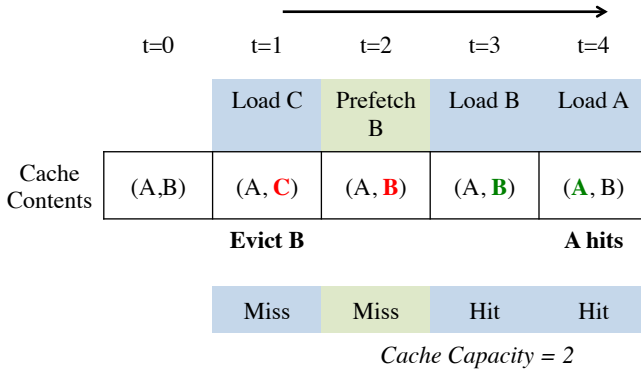 t=0 t=1 t=2 t=3 t=4
Load C Prefetch B Load B Load A
Cache Contents (A,B) (A, C) (A, B) (A, B) (A, B)
Evict B A hits
Miss Miss Hit Hit
Cache Capacity = 2